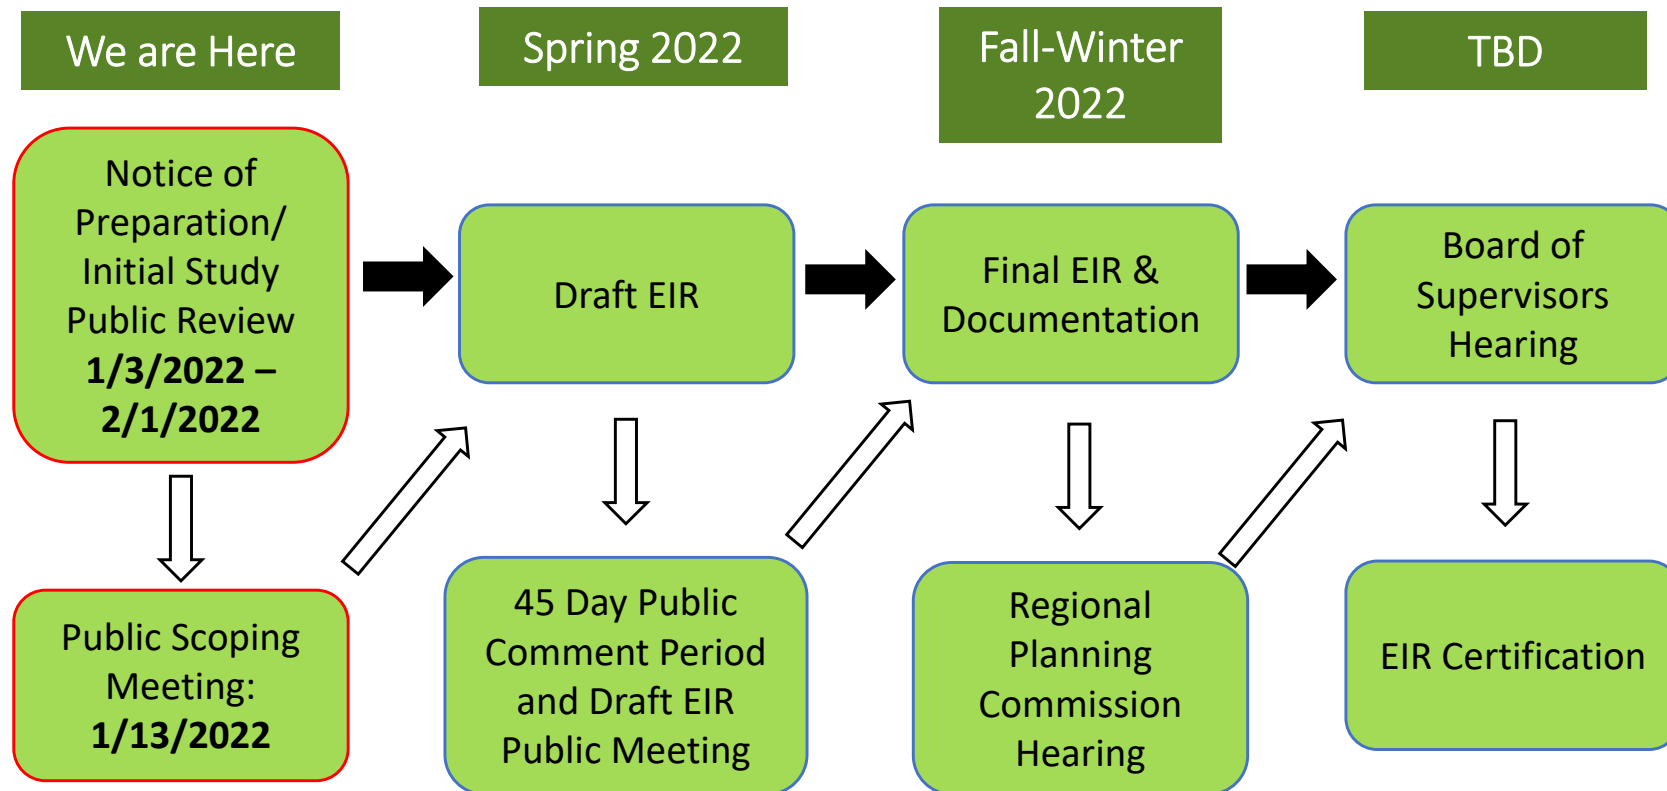 We are Here
Spring 2022
Fall-Winter
2022
TBD
Notice of
Preparation/
Initial Study
Public Review
1/3/2022 –
2/1/2022
Draft EIR
Final EIR &
Documentation
Board of
Supervisors
Hearing
Public Scoping
Meeting:
1/13/2022
45 Day Public
Comment Period
and Draft EIR
Public Meeting
Regional
Planning
Commission
Hearing
EIR Certification